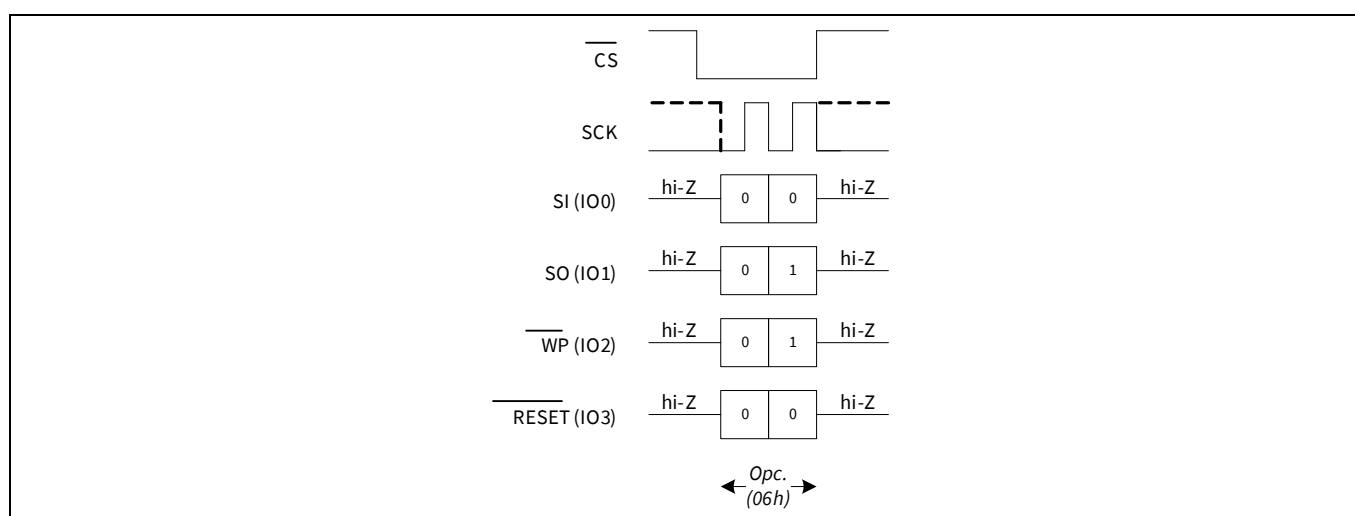 CS
SCK
SI (IO0) hi-Z 0 0 hi-Z
SO (IO1) hi-Z 0 1 hi-Z
WP (IO2) hi-Z 0 1 hi-Z
RESET (IO3) hi-Z 0 0 hi-Z
Opc.
(06h)